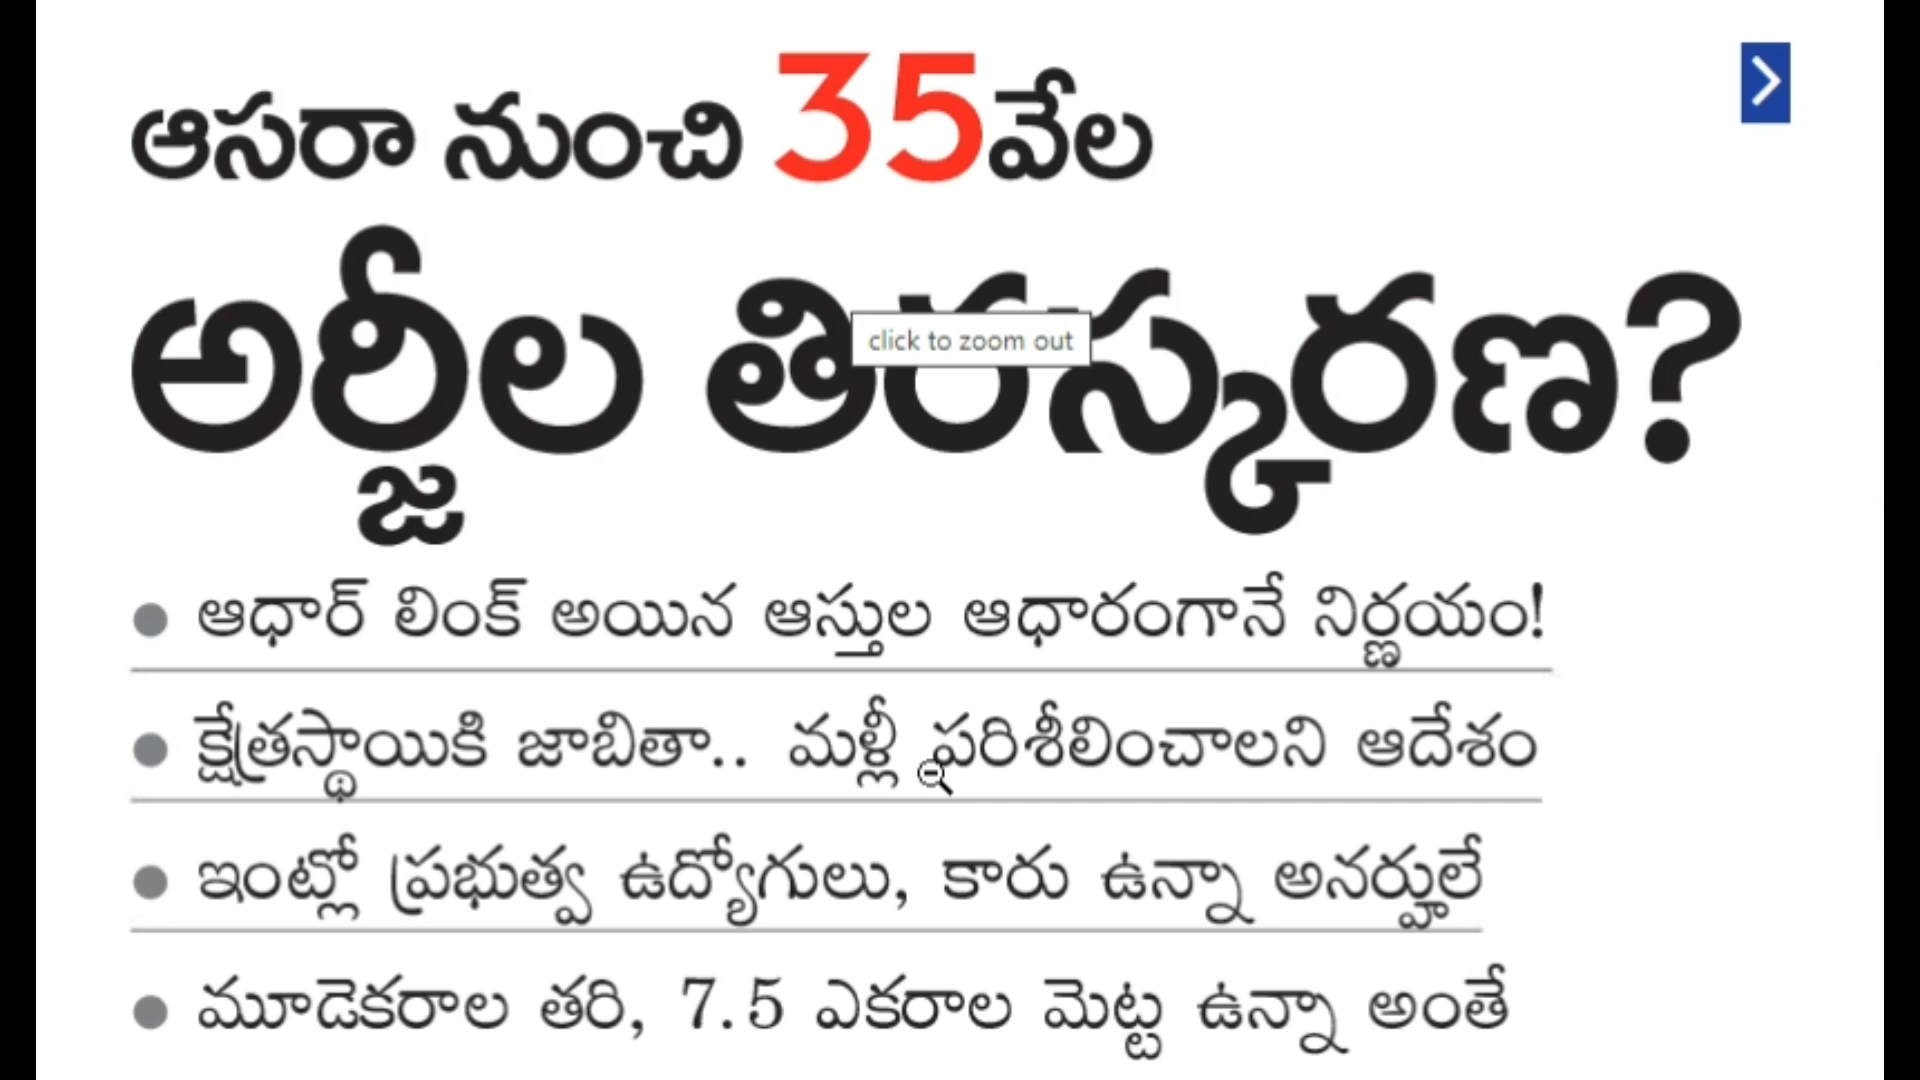 ఆసరా నుంచి 35వేల
అర్జీల తిరస్కరణ?
click to zoom out
● ఆధార్ లింక్ అయిన ఆస్తుల ఆధారంగానే నిర్ణయం!
● క్షేత్రస్థాయికి జాబితా.. మళ్లీ పరిశీలించాలని ఆదేశం
● ఇంట్లో ప్రభుత్వ ఉద్యోగులు, కారు ఉన్నా అనర్హులే
● మూడెకరాల తరి, 7.5 ఎకరాల మెట్ట ఉన్నా అంతే